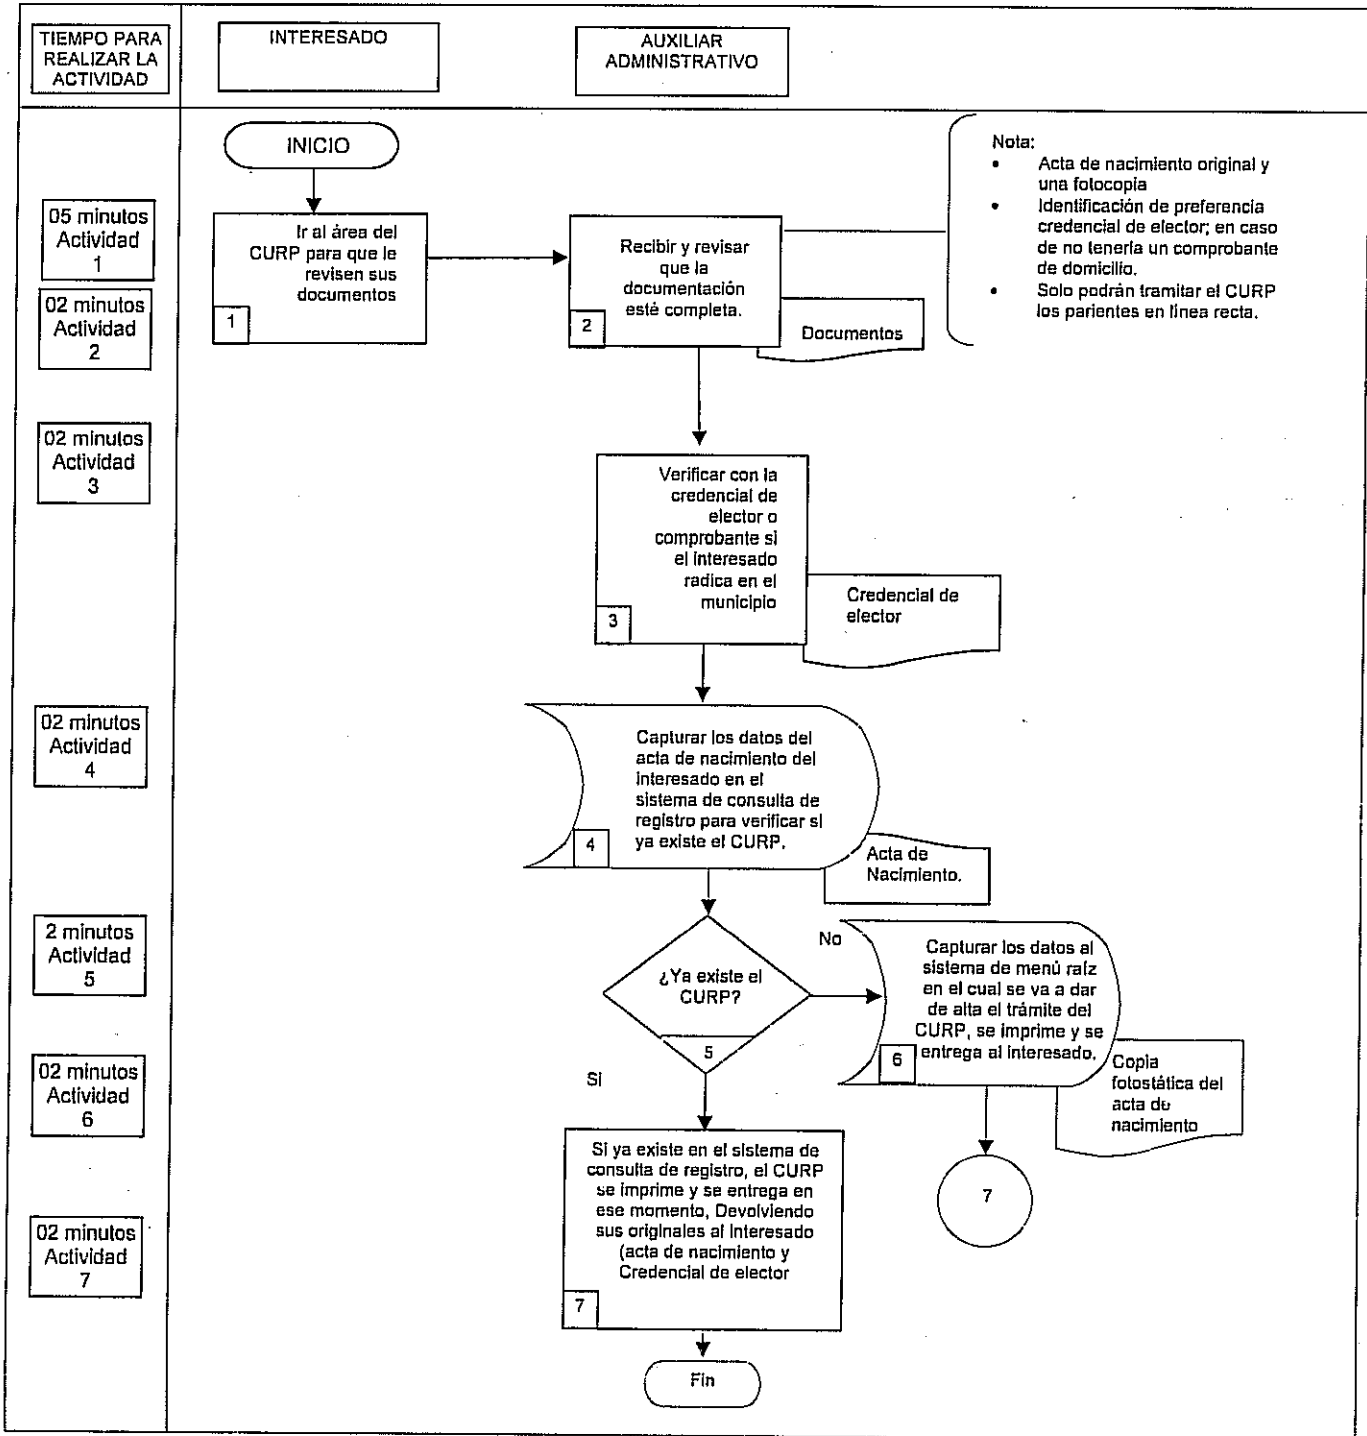 TIEMPO PARA
REALIZAR LA
ACTIVIDAD
INTERESADO
AUXILIAR
ADMINISTRATIVO
INICIO
Nota:
• Acta de nacimiento original y
una fotocopia
• Identificación de preferencia
credencial de elector; en caso
de no tenerla un comprobante
de domicilio.
• Solo podrán tramitar el CURP
los parientes en línea recta.
05 minutos
Actividad
1
Ir al área del
CURP para que le
revisen sus
documentos
1
Recibir y revisar
que la
documentación
esté completa.
2
Documentos
02 minutos
Actividad
2
02 minutos
Actividad
3
Verificar con la
credencial de
elector o
comprobante si
el interesado
radica en el
municipio
3
Credencial de
elector
02 minutos
Actividad
4
Capturar los datos del
acta de nacimiento del
interesado en el
sistema de consulta de
registro para verificar si
ya existe el CURP.
4
Acta de
Nacimiento.
2 minutos
Actividad
5
¿Ya existe el
CURP?
5
No
Si
Capturar los datos al
sistema de menú raíz
en el cual se va a dar
de alta el trámite del
CURP, se imprime y se
entrega al interesado.
6
Copia
fotostática del
acta de
nacimiento
7
02 minutos
Actividad
6
Si ya existe en el sistema de
consulta de registro, el CURP
se imprime y se entrega en
ese momento, Devolviendo
sus originales al Interesado
(acta de nacimiento y
Credencial de elector
7
02 minutos
Actividad
7
Fin